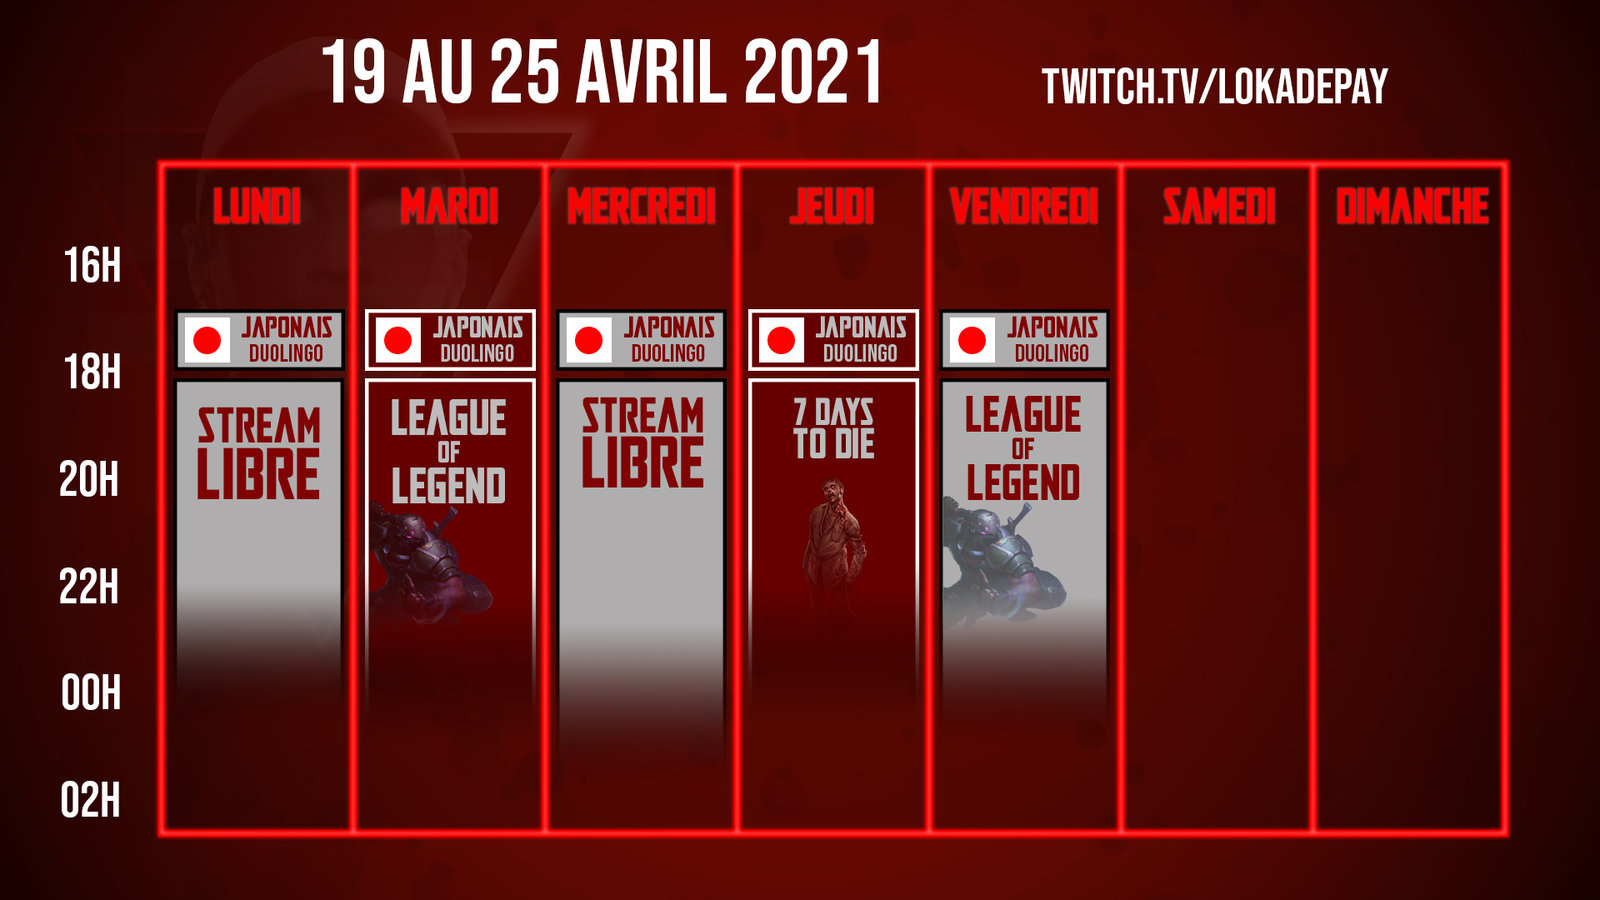 19 AU 25 AVRIL 2021
TWITCH.TV/LOKADEPAY
LUNDI
MARDI
MERCREDI
JEUDI
VENDREDI
SAMEDI
DIMANCHE
16H
18H
20H
22H
00H
02H
JAPONAIS
DUOLINGO
STREAM
LIBRE
JAPONAIS
DUOLINGO
LEAGUE
OF
LEGEND
JAPONAIS
DUOLINGO
STREAM
LIBRE
JAPONAIS
DUOLINGO
7 DAYS
TO DIE
JAPONAIS
DUOLINGO
LEAGUE
OF
LEGEND